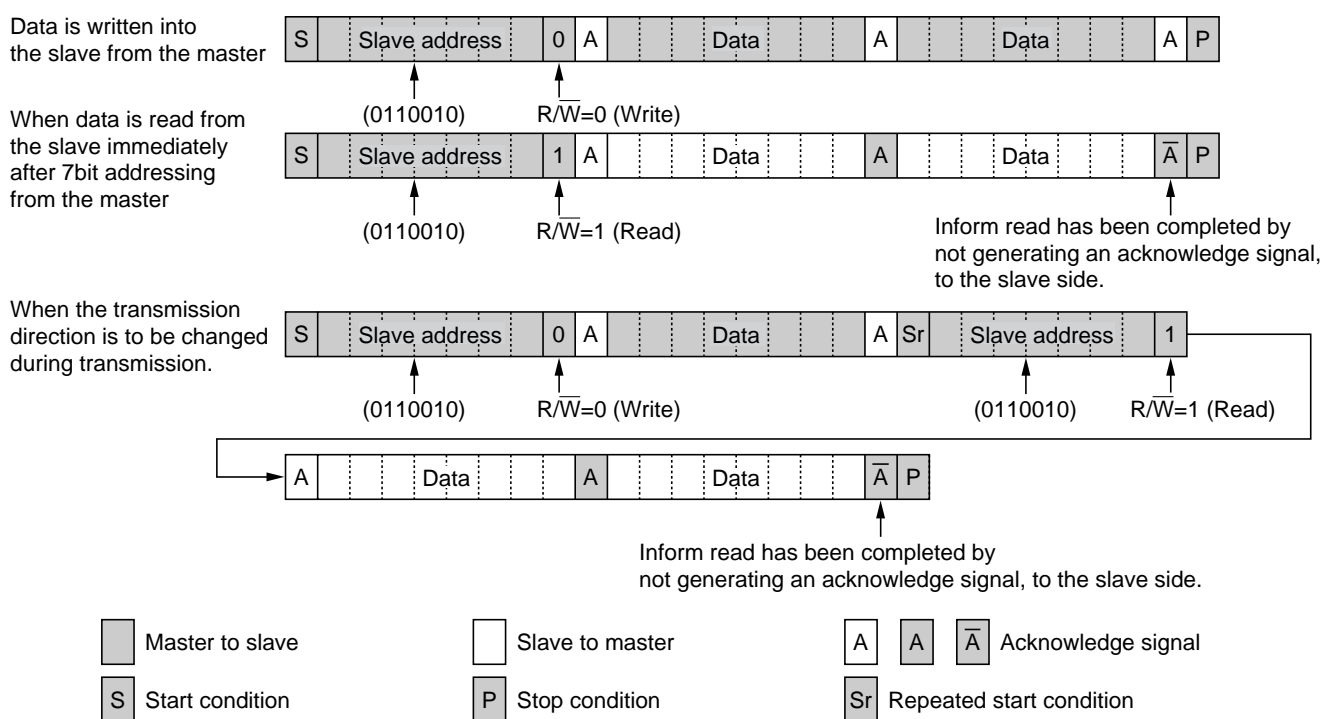 Data is written into
the slave from the master
S Slave address 0 A Data A Data A P
(0110010) R/W̅=0 (Write)
When data is read from
the slave immediately
after 7bit addressing
from the master
S Slave address 1 A Data A Data A̅ P
(0110010) R/W̅=1 (Read)
Inform read has been completed by
not generating an acknowledge signal,
to the slave side.
When the transmission
direction is to be changed
during transmission.
S Slave address 0 A Data A Sr Slave address 1
(0110010) R/W̅=0 (Write) (0110010) R/W̅=1 (Read)
A Data A Data A̅ P
Inform read has been completed by
not generating an acknowledge signal, to the slave side.
Master to slave Slave to master A A A̅ Acknowledge signal
S Start condition P Stop condition Sr Repeated start condition